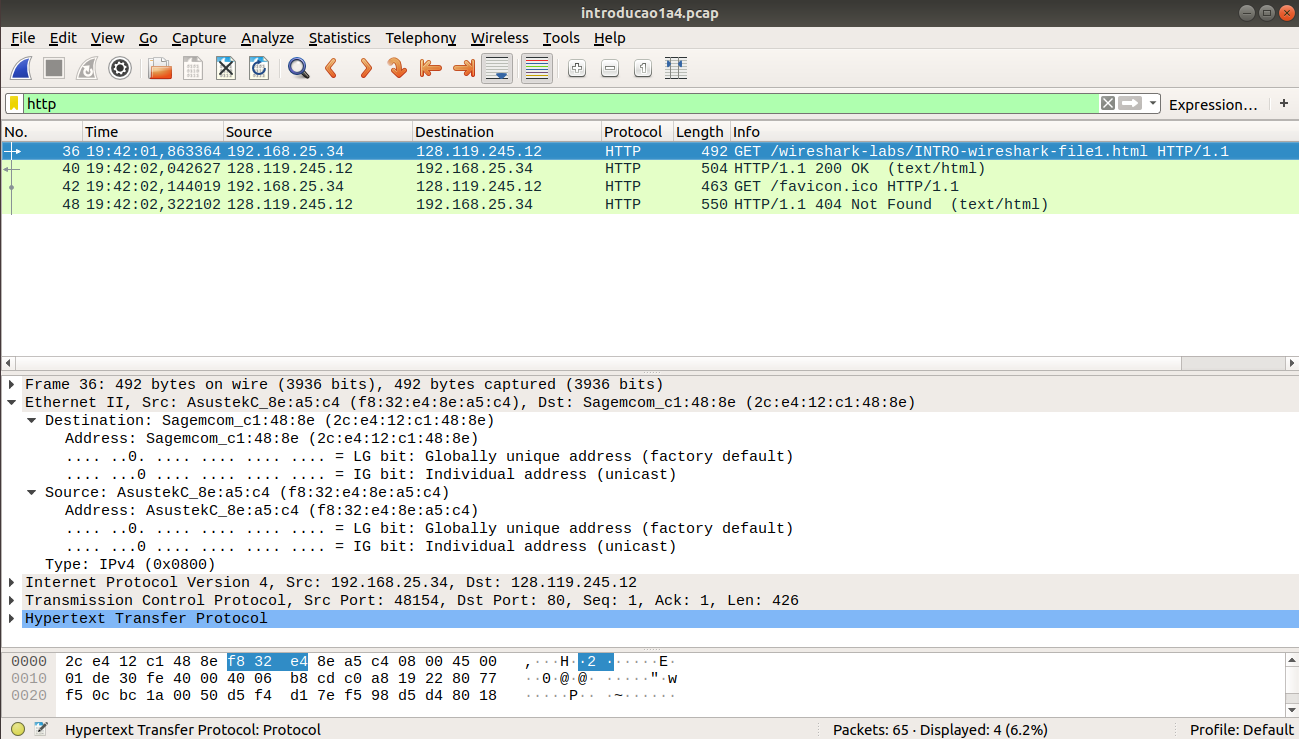 introducao1a4.pcap
File Edit View Go Capture Analyze Statistics Telephony Wireless Tools Help
http Expression… +
No. Time Source Destination Protocol Length Info
36 19:42:01,863364 192.168.25.34 128.119.245.12 HTTP 492 GET /wireshark-labs/INTRO-wireshark-file1.html HTTP/1.1
40 19:42:02,042627 128.119.245.12 192.168.25.34 HTTP 504 HTTP/1.1 200 OK (text/html)
42 19:42:02,144019 192.168.25.34 128.119.245.12 HTTP 463 GET /favicon.ico HTTP/1.1
48 19:42:02,322102 128.119.245.12 192.168.25.34 HTTP 550 HTTP/1.1 404 Not Found (text/html)
Frame 36: 492 bytes on wire (3936 bits), 492 bytes captured (3936 bits)
Ethernet II, Src: AsustekC_8e:a5:c4 (f8:32:e4:8e:a5:c4), Dst: Sagemcom_c1:48:8e (2c:e4:12:c1:48:8e)
Destination: Sagemcom_c1:48:8e (2c:e4:12:c1:48:8e)
Address: Sagemcom_c1:48:8e (2c:e4:12:c1:48:8e)
.... ..0. .... .... .... .... = LG bit: Globally unique address (factory default)
.... ...0 .... .... .... .... = IG bit: Individual address (unicast)
Source: AsustekC_8e:a5:c4 (f8:32:e4:8e:a5:c4)
Address: AsustekC_8e:a5:c4 (f8:32:e4:8e:a5:c4)
.... ..0. .... .... .... .... = LG bit: Globally unique address (factory default)
.... ...0 .... .... .... .... = IG bit: Individual address (unicast)
Type: IPv4 (0x0800)
Internet Protocol Version 4, Src: 192.168.25.34, Dst: 128.119.245.12
Transmission Control Protocol, Src Port: 48154, Dst Port: 80, Seq: 1, Ack: 1, Len: 426
Hypertext Transfer Protocol
0000 2c e4 12 c1 48 8e f8 32 e4 8e a5 c4 08 00 45 00 ,···H··2 ······E·
0010 01 de 30 fe 40 00 40 06 b8 cd c0 a8 19 22 80 77 ··0·@·@· ·····"·w
0020 f5 0c bc 1a 00 50 d5 f4 d1 7e f5 98 d5 d4 80 18 ·····P·· ·~······
Hypertext Transfer Protocol: Protocol Packets: 65 · Displayed: 4 (6.2%) Profile: Default